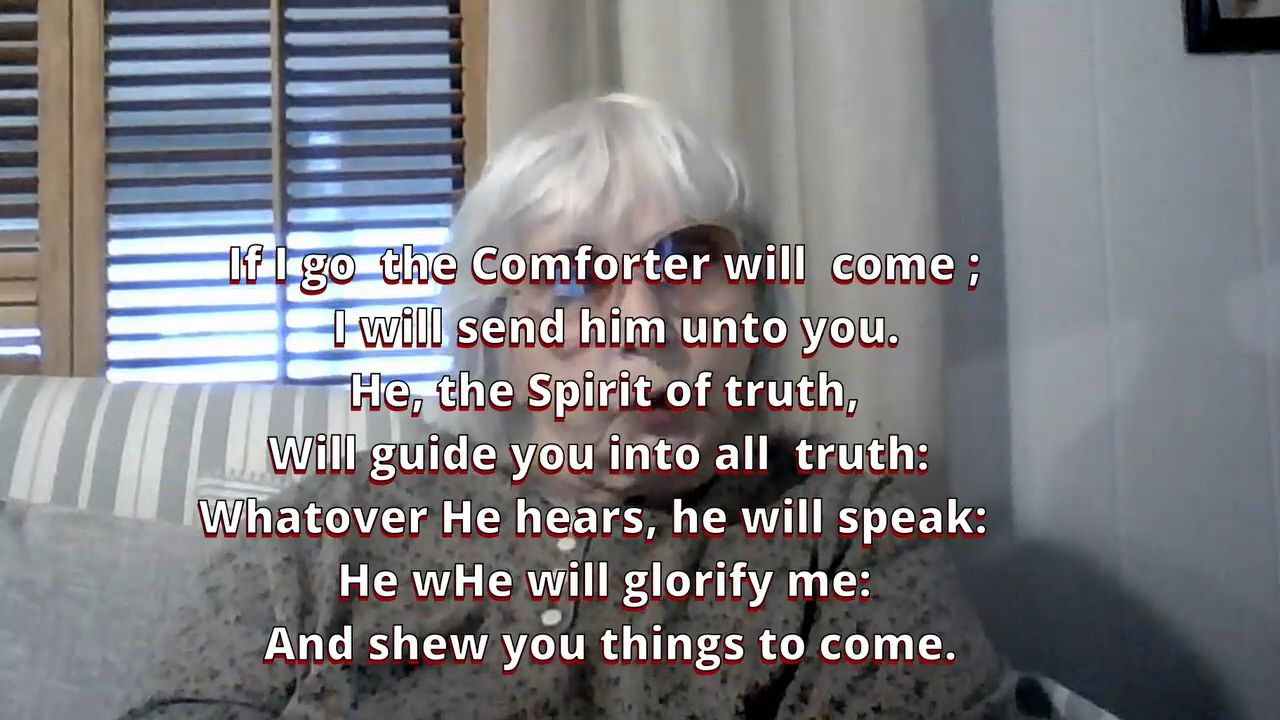 If I go the Comforter will come ;
I will send him unto you.
He, the Spirit of truth,
Will guide you into all truth:
Whatover He hears, he will speak:
He wHe will glorify me:
And shew you things to come.